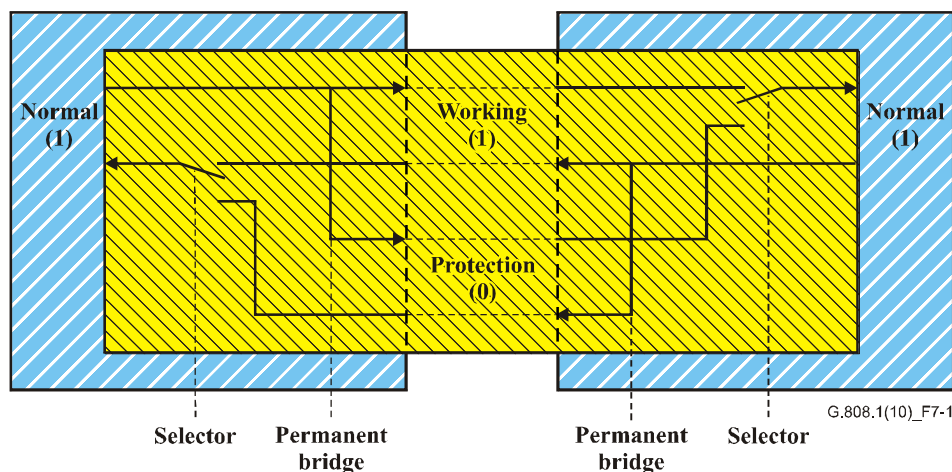 Normal
(1)
Working
(1)
Normal
(1)
Protection
(0)
G.808.1(10)_F7-1
Selector
Permanent
bridge
Permanent
bridge
Selector